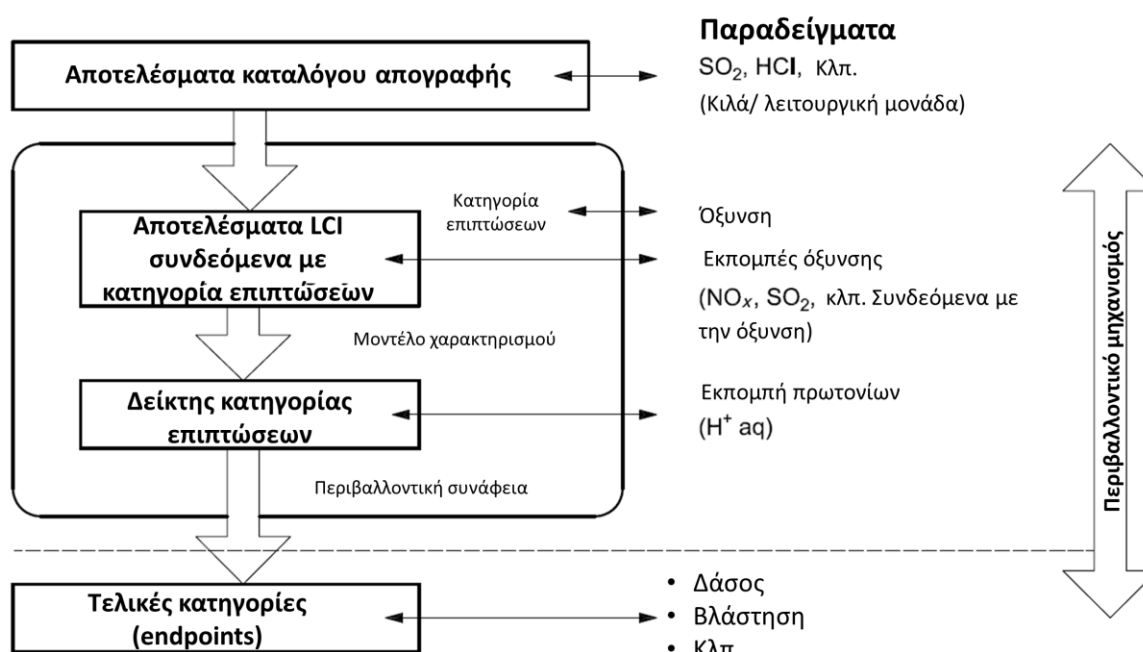 Παραδείγματα
Αποτελέσματα καταλόγου απογραφής
SO2, HCl, Κλπ.
(Κιλά/ λειτουργική μονάδα)
Κατηγορία
επιπτώσεων
Όξυνση
Αποτελέσματα LCI
συνδεόμενα με
κατηγορία επιπτώσεων
Εκπομπές όξυνσης
(NOx, SO2, κλπ. Συνδεόμενα με
την όξυνση)
Μοντέλο χαρακτηρισμού
Δείκτης κατηγορίας
επιπτώσεων
Εκπομπή πρωτονίων
(H+ aq)
Περιβαλλοντική συνάφεια
Περιβαλλοντικό μηχανισμός
Τελικές κατηγορίες
(endpoints)
• Δάσος
• Βλάστηση
• Κλπ